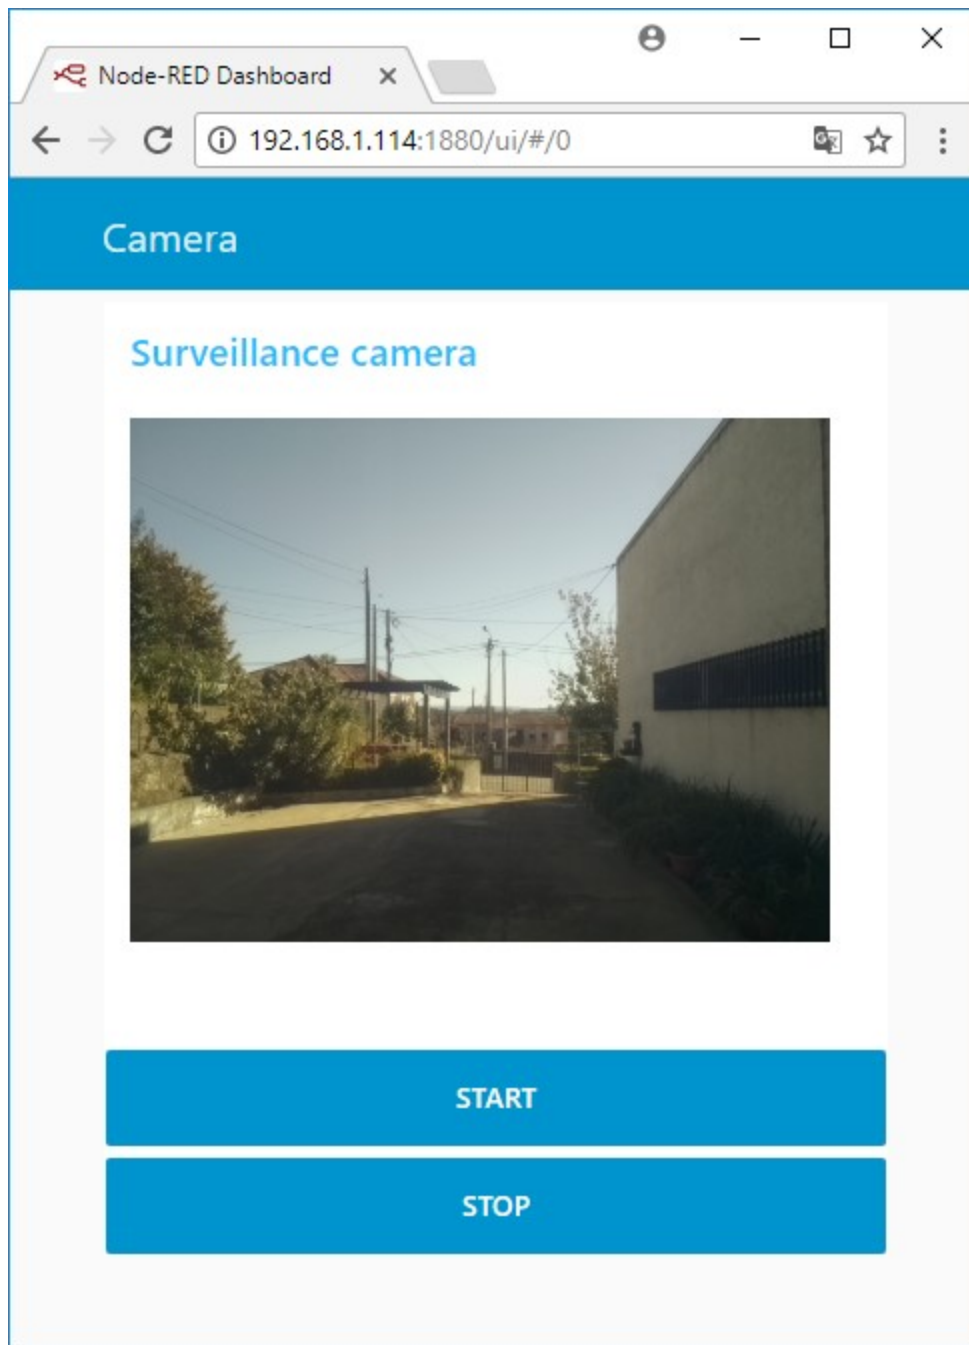 Node-RED Dashboard
192.168.1.114:1880/ui/#/0
Camera
Surveillance camera
START
STOP